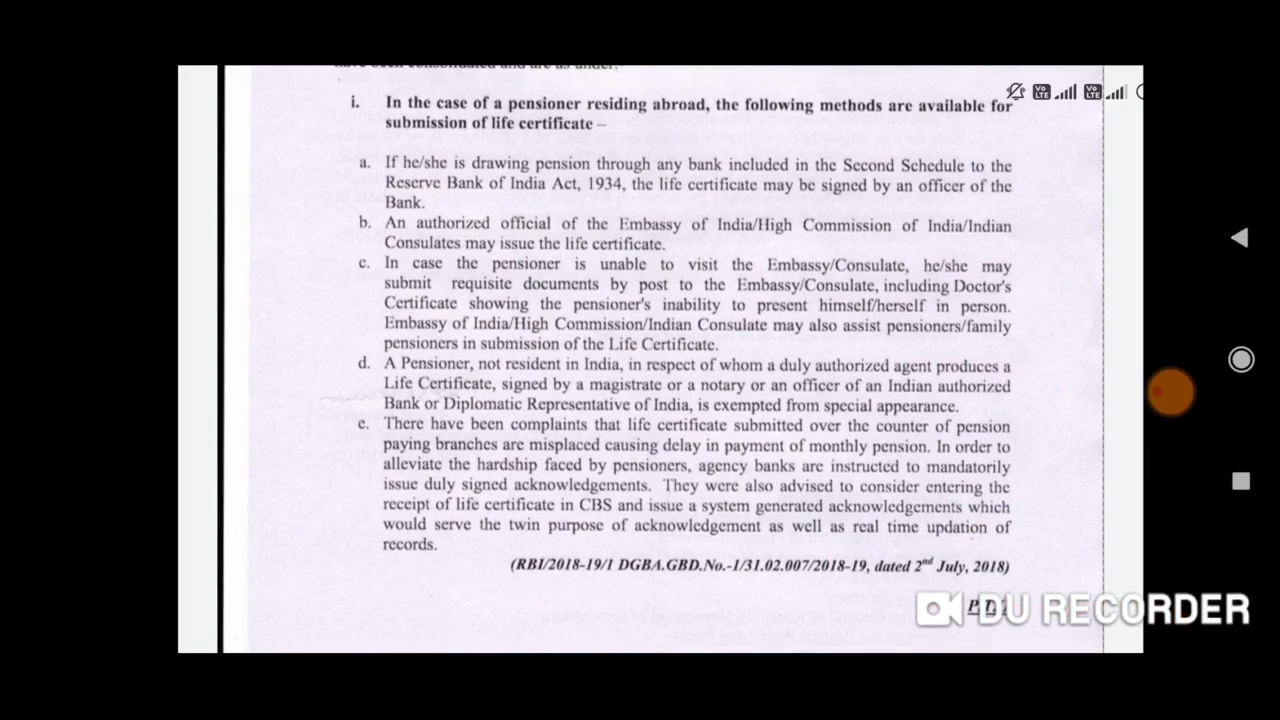 i. In the case of a pensioner residing abroad, the following methods are available for
submission of life certificate –
a. If he/she is drawing pension through any bank included in the Second Schedule to the
Reserve Bank of India Act, 1934, the life certificate may be signed by an officer of the
Bank.
b. An authorized official of the Embassy of India/High Commission of India/Indian
Consulates may issue the life certificate.
c. In case the pensioner is unable to visit the Embassy/Consulate, he/she may
submit requisite documents by post to the Embassy/Consulate, including Doctor's
Certificate showing the pensioner's inability to present himself/herself in person.
Embassy of India/High Commission/Indian Consulate may also assist pensioners/family
pensioners in submission of the Life Certificate.
d. A Pensioner, not resident in India, in respect of whom a duly authorized agent produces a
Life Certificate, signed by a magistrate or a notary or an officer of an Indian authorized
Bank or Diplomatic Representative of India, is exempted from special appearance.
e. There have been complaints that life certificate submitted over the counter of pension
paying branches are misplaced causing delay in payment of monthly pension. In order to
alleviate the hardship faced by pensioners, agency banks are instructed to mandatorily
issue duly signed acknowledgements. They were also advised to consider entering the
receipt of life certificate in CBS and issue a system generated acknowledgements which
would serve the twin purpose of acknowledgement as well as real time updation of
records.
(RBI/2018-19/1 DGBA.GBD.No.-1/31.02.007/2018-19, dated 2nd July, 2018)
DU RECORDER
Vo LTE Vo LTE